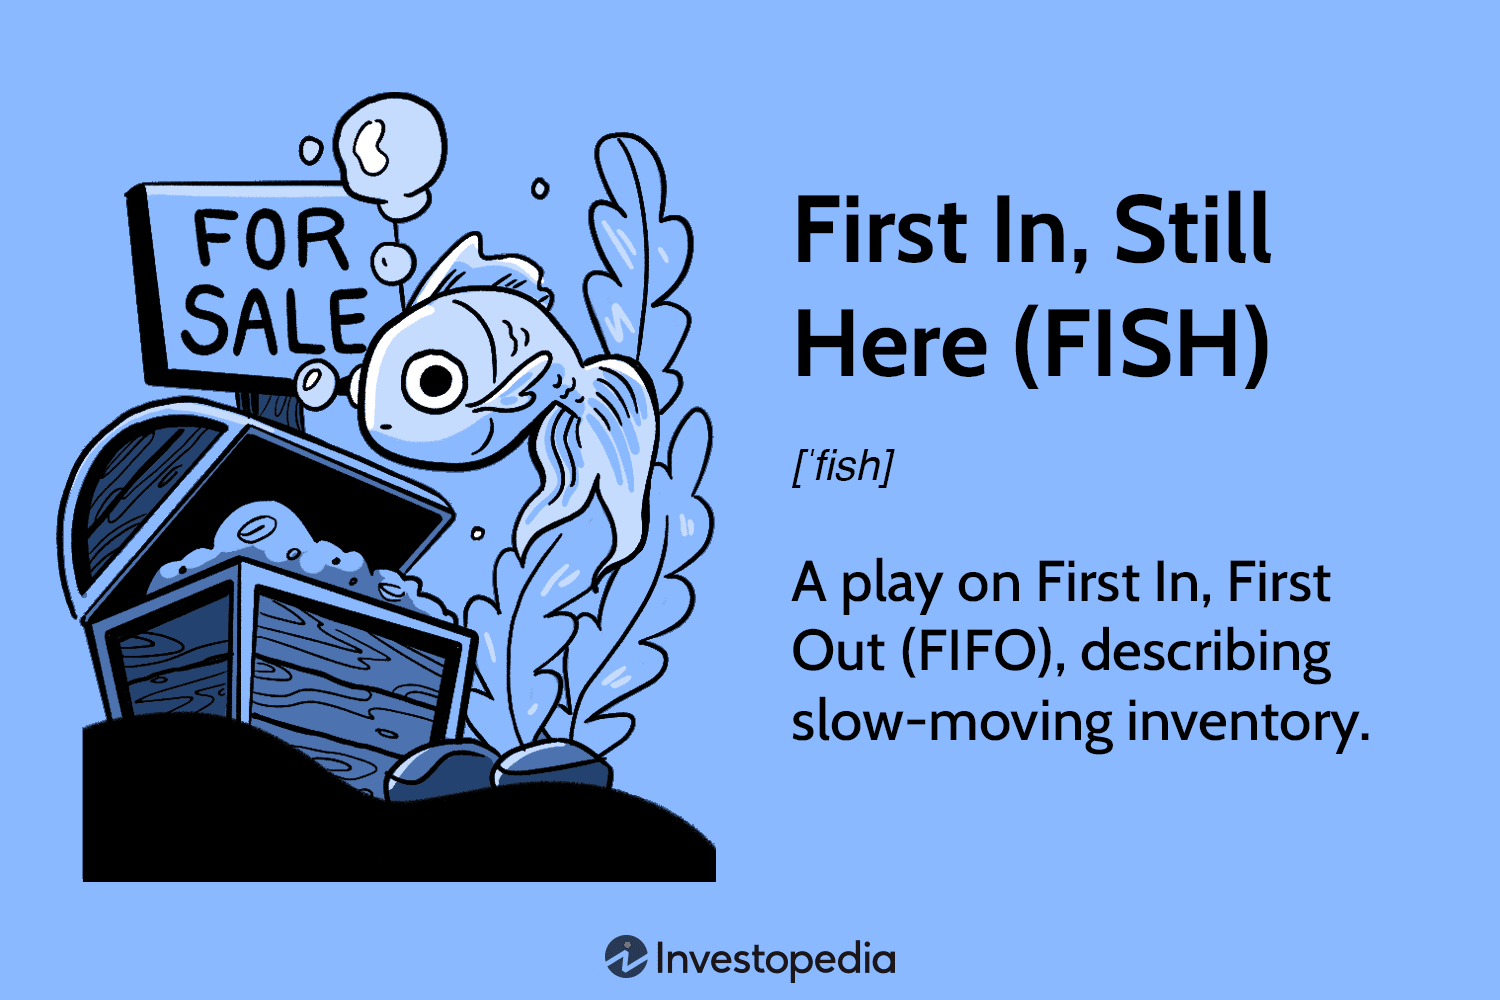 FOR
SALE
First In, Still
Here (FISH)
[ˈfish]
A play on First In, First
Out (FIFO), describing
slow-moving inventory.
Investopedia